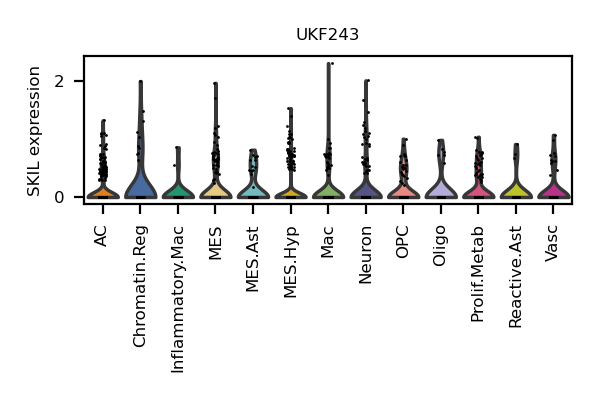 UKF243
SKIL expression
2
0
AC
Chromatin.Reg
Inflammatory.Mac
MES
MES.Ast
MES.Hyp
Mac
Neuron
OPC
Oligo
Prolif.Metab
Reactive.Ast
Vasc